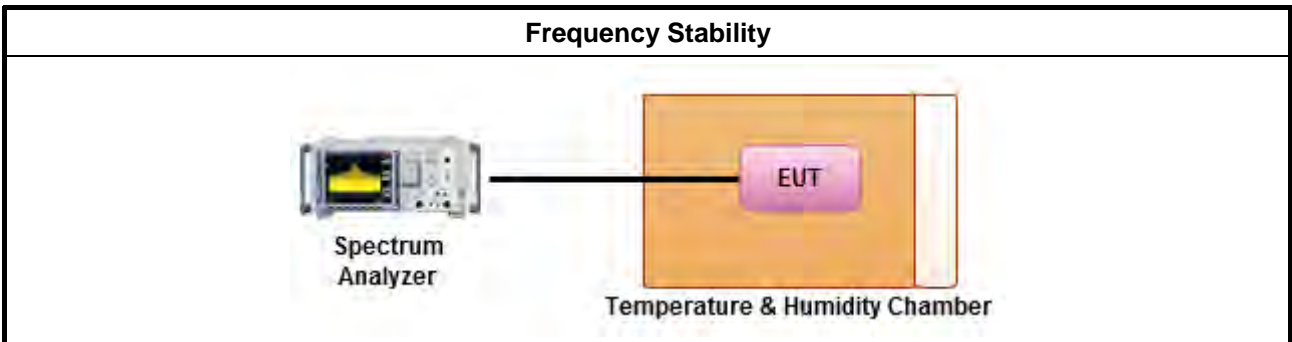 Frequency Stability
EUT
Spectrum
Analyzer
Temperature & Humidity Chamber